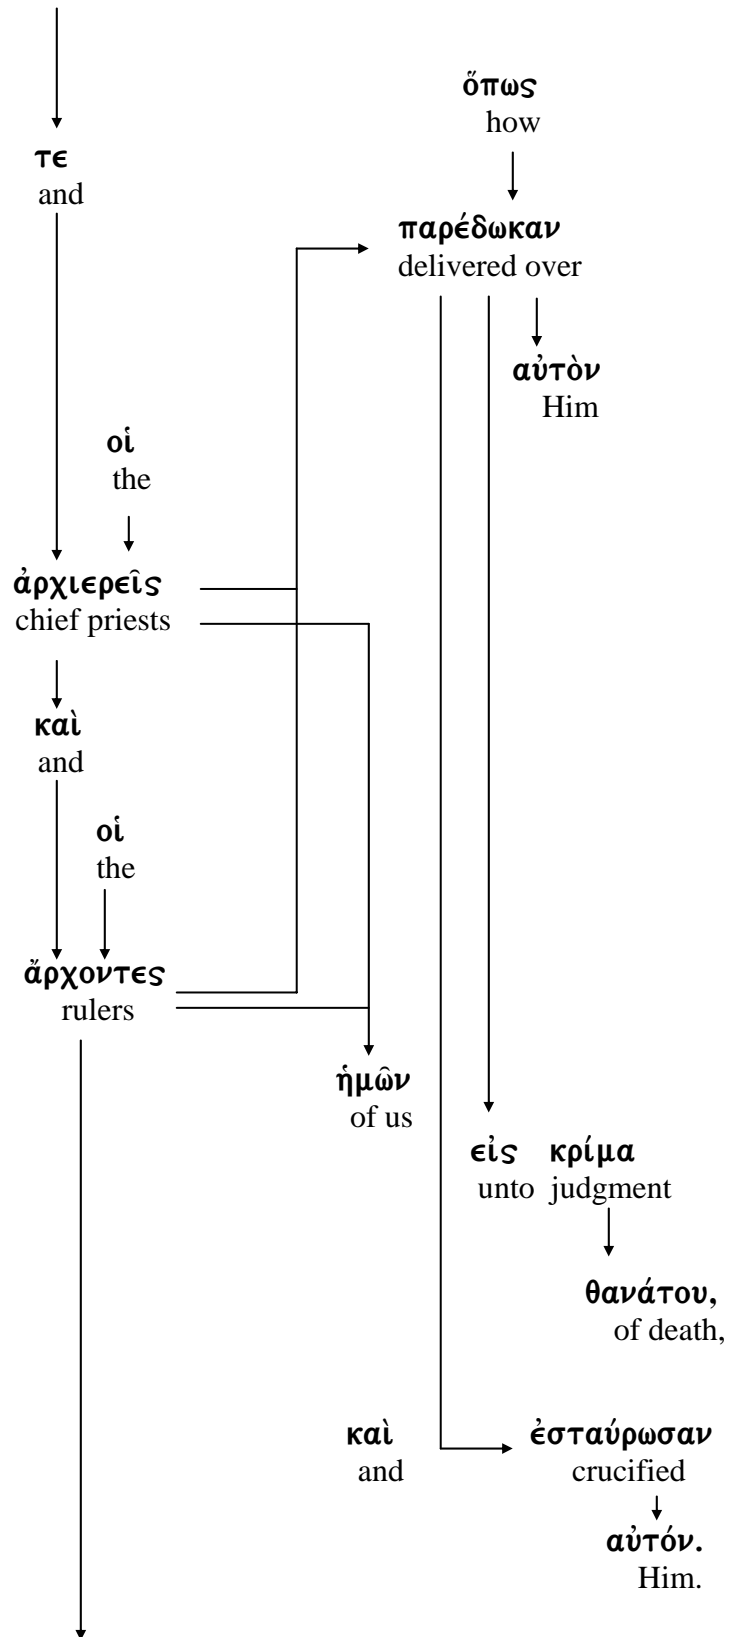 ὅπως
how
τε
and
παρέδωκαν
delivered over
αὐτὸν
Him
οἱ
the
ἀρχιερεῖς
chief priests
καὶ
and
οἱ
the
ἄρχοντες
rulers
ἡμῶν
of us
εἰς κρίμα
unto judgment
θανάτου,
of death,
καὶ ἐσταύρωσαν
and crucified
αὐτόν.
Him.